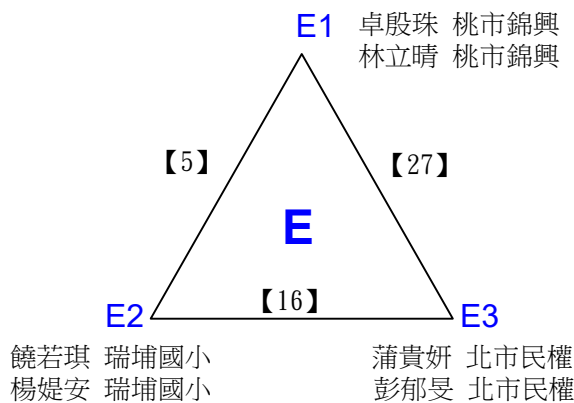 E1
卓殷珠 桃市錦興
林立晴 桃市錦興
【5】
【27】
E
【16】
E2
E3
饒若琪 瑞埔國小
楊媞安 瑞埔國小
蒲貴妍 北市民權
彭郁旻 北市民權